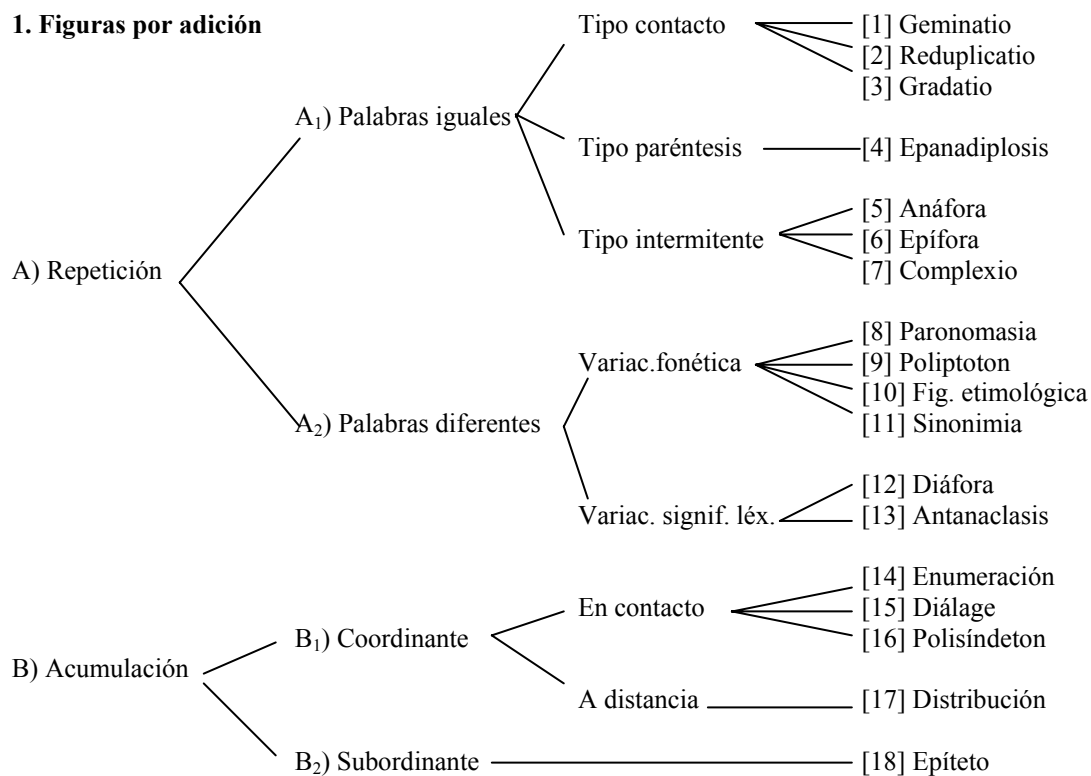 1. Figuras por adición
Tipo contacto
[1] Geminatio
[2] Reduplicatio
[3] Gradatio
A1) Palabras iguales
Tipo paréntesis
[4] Epanadiplosis
[5] Anáfora
Tipo intermitente
[6] Epífora
[7] Complexio
A) Repetición
[8] Paronomasia
Variac.fonética
[9] Poliptoton
[10] Fig. etimológica
A2) Palabras diferentes
[11] Sinonimia
[12] Diáfora
Variac. signif. léx.
[13] Antanaclasis
[14] Enumeración
En contacto
[15] Diálage
B1) Coordinante
[16] Polisíndeton
B) Acumulación
A distancia
[17] Distribución
B2) Subordinante
[18] Epíteto